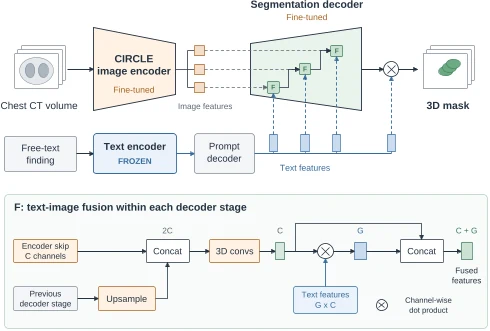 Segmentation decoder
Fine-tuned
CIRCLE
image encoder
Fine-tuned
F
F
F
Chest CT volume
Image features
3D mask
Free-text
finding
Text encoder
FROZEN
Prompt
decoder
Text features
F: text-image fusion within each decoder stage
2C
C
G
C + G
Encoder skip
C channels
Concat
3D convs
Concat
Fused
features
Previous
decoder stage
Upsample
Text features
G x C
Channel-wise
dot product